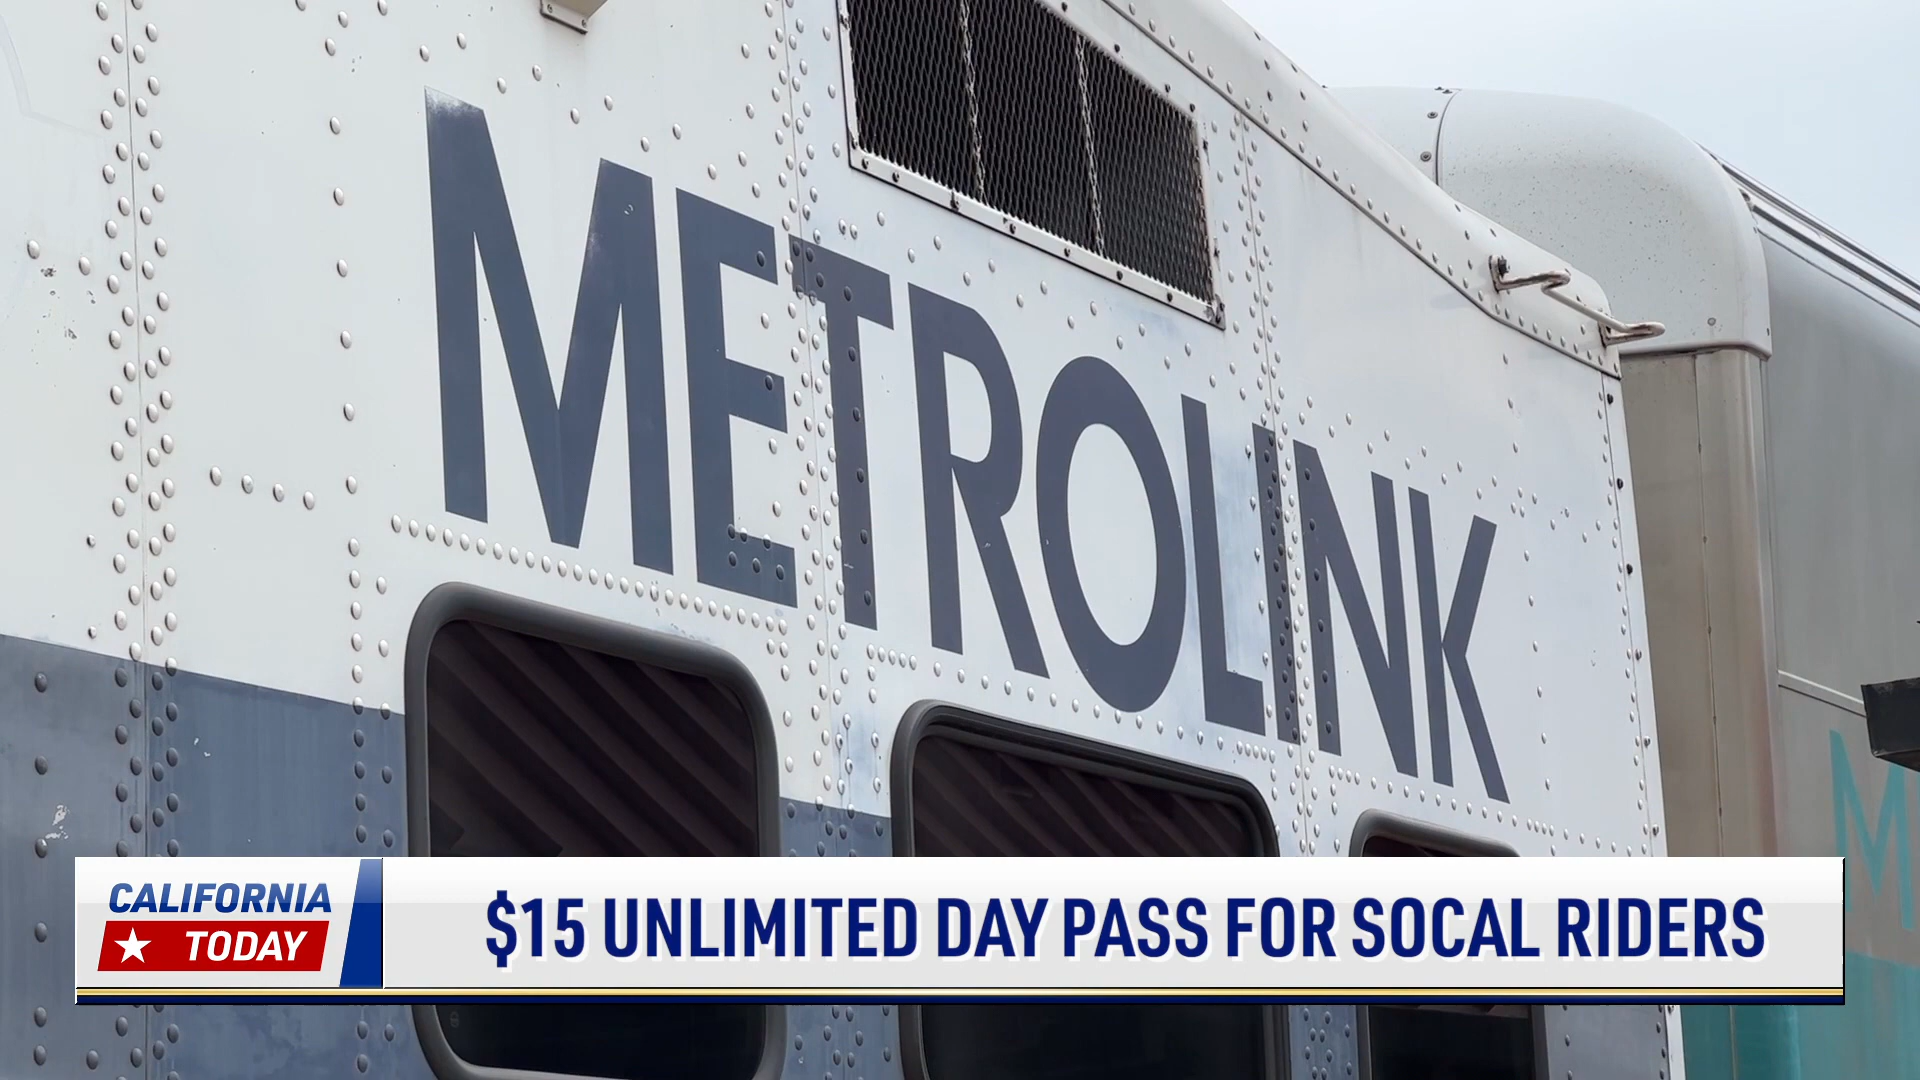 METROLINK
M
CALIFORNIA
TODAY
$15 UNLIMITED DAY PASS FOR SOCAL RIDERS